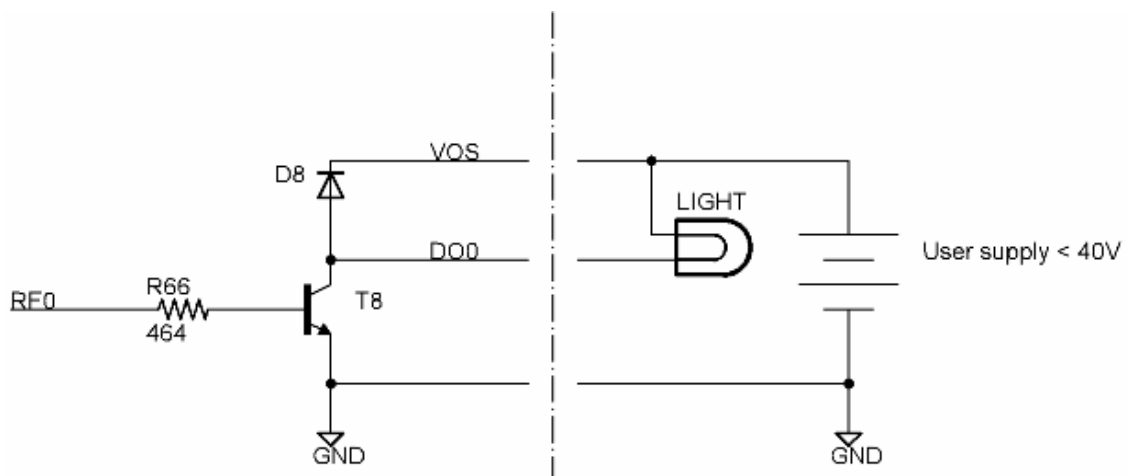 VOS
D8
LIGHT
DO0
User supply < 40V
R66
RF0
T8
464
GND
GND